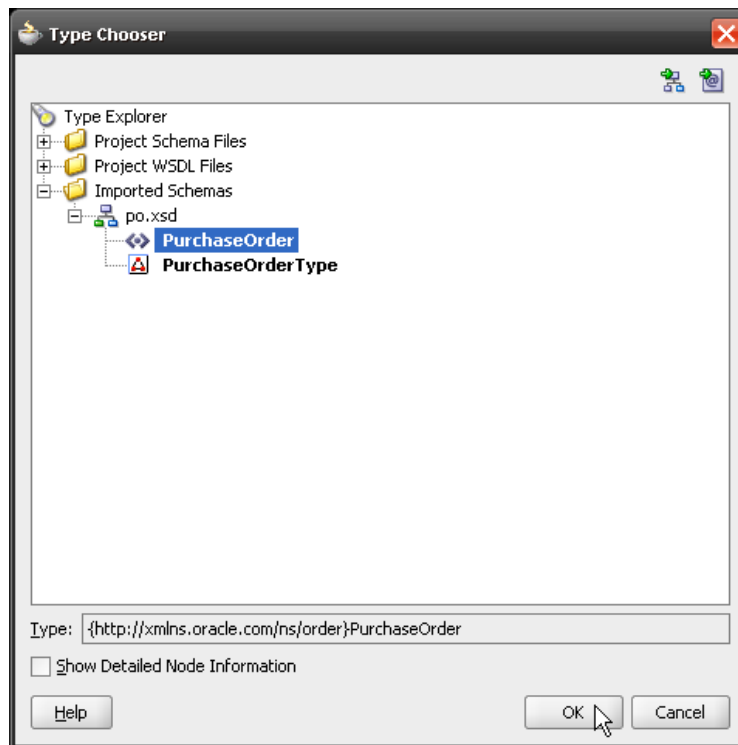 Type Chooser
Type Explorer
Project Schema Files
Project WSDL Files
Imported Schemas
po.xsd
PurchaseOrder
PurchaseOrderType
Type: {http://xmlns.oracle.com/ns/order}PurchaseOrder
Show Detailed Node Information
Help OK Cancel